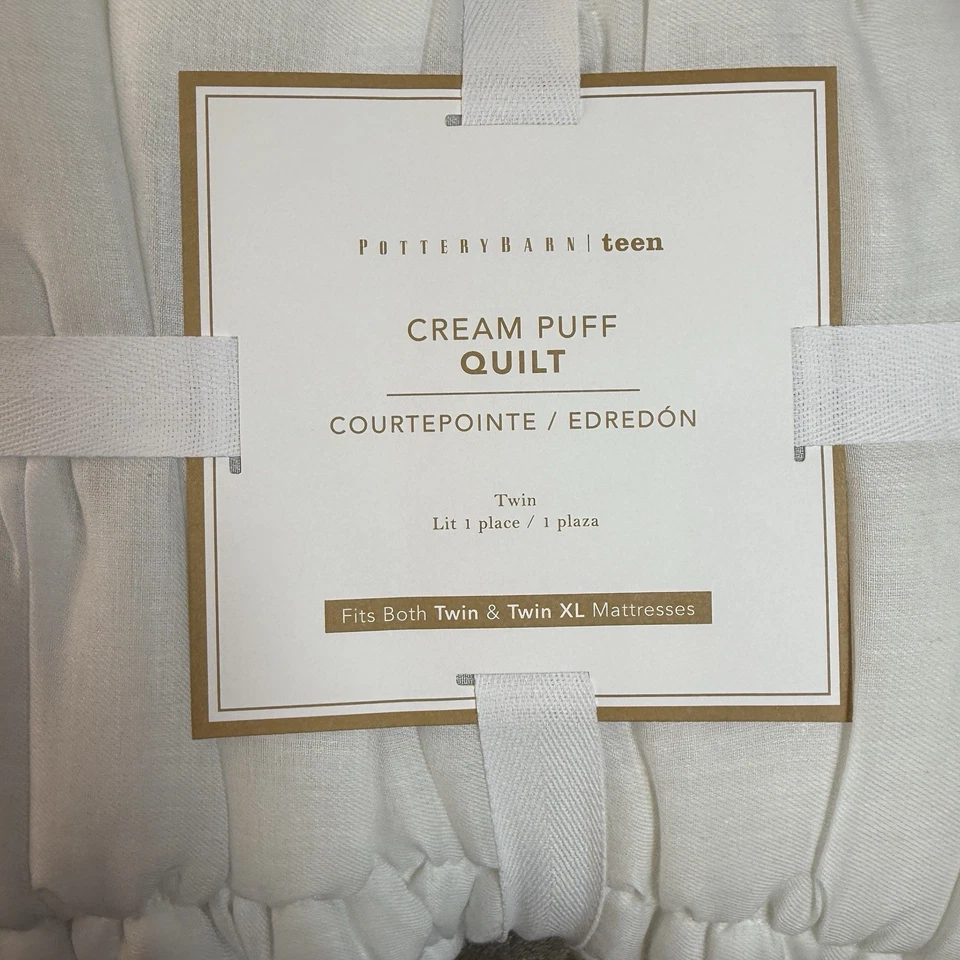 POTTERYBARN | teen
CREAM PUFF
QUILT
COURTEPOINTE / EDREDÓN
Twin
Lit 1 place / 1 plaza
Fits Both Twin & Twin XL Mattresses